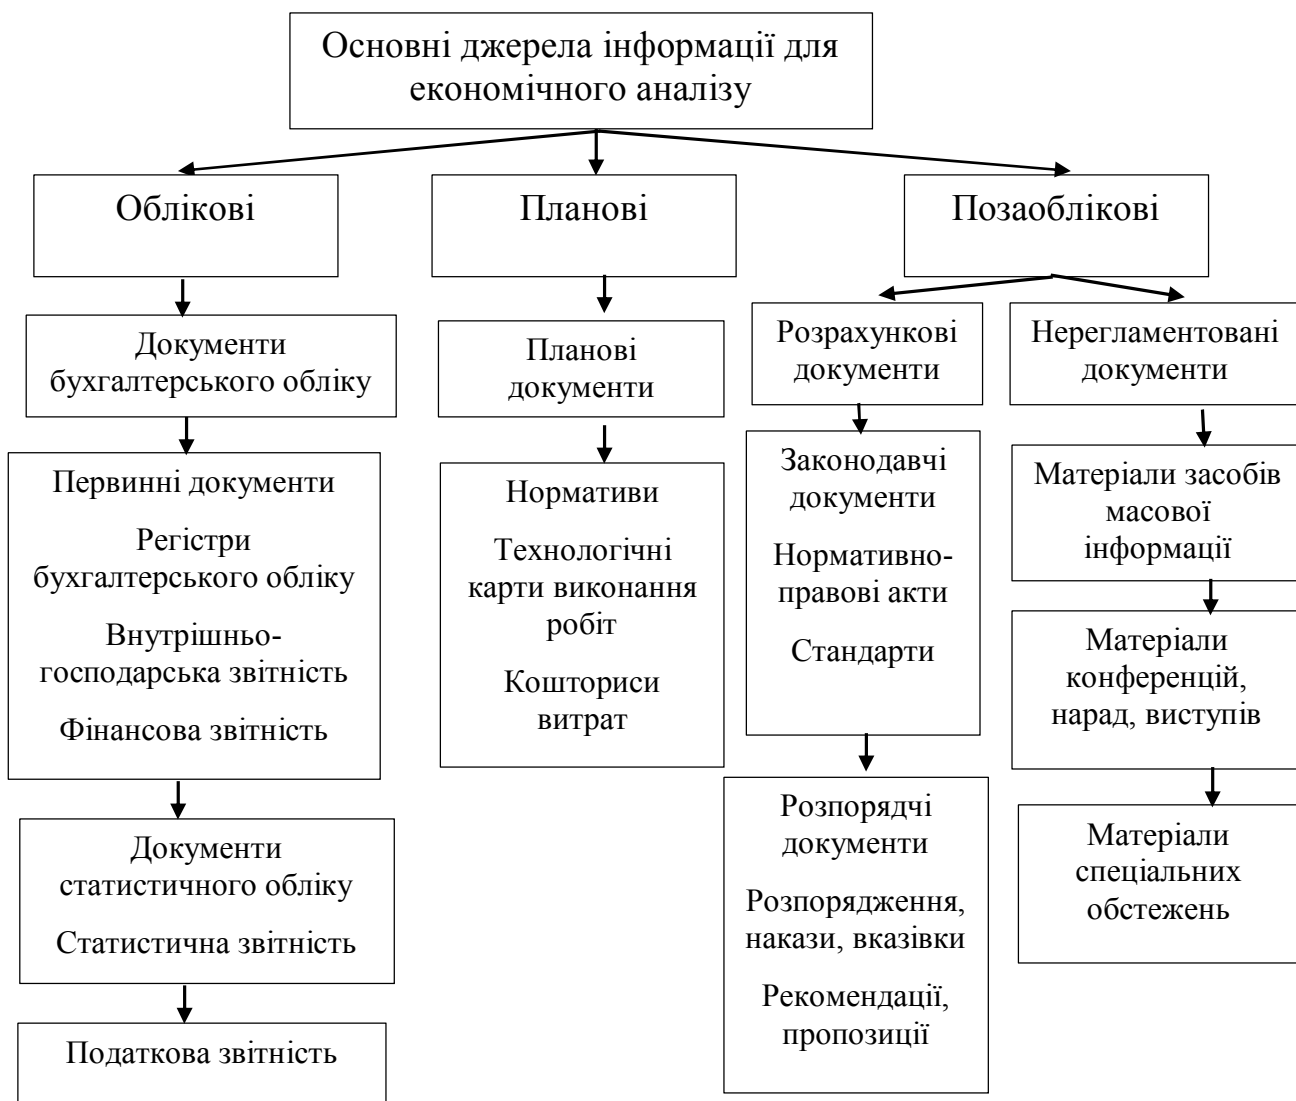 Основні джерела інформації для
економічного аналізу
Облікові
Планові
Позаоблікові
Документи
бухгалтерського обліку
Планові
документи
Розрахункові
документи
Нерегламентовані
документи
Первинні документи
Регістри
бухгалтерського обліку
Внутрішньо-
господарська звітність
Фінансова звітність
Нормативи
Технологічні
карти виконання
робіт
Кошториси
витрат
Законодавчі
документи
Нормативно-
правові акти
Стандарти
Матеріали засобів
масової
інформації
Матеріали
конференцій,
нарад, виступів
Документи
статистичного обліку
Статистична звітність
Розпорядчі
документи
Розпорядження,
накази, вказівки
Рекомендації,
пропозиції
Матеріали
спеціальних
обстежень
Податкова звітність